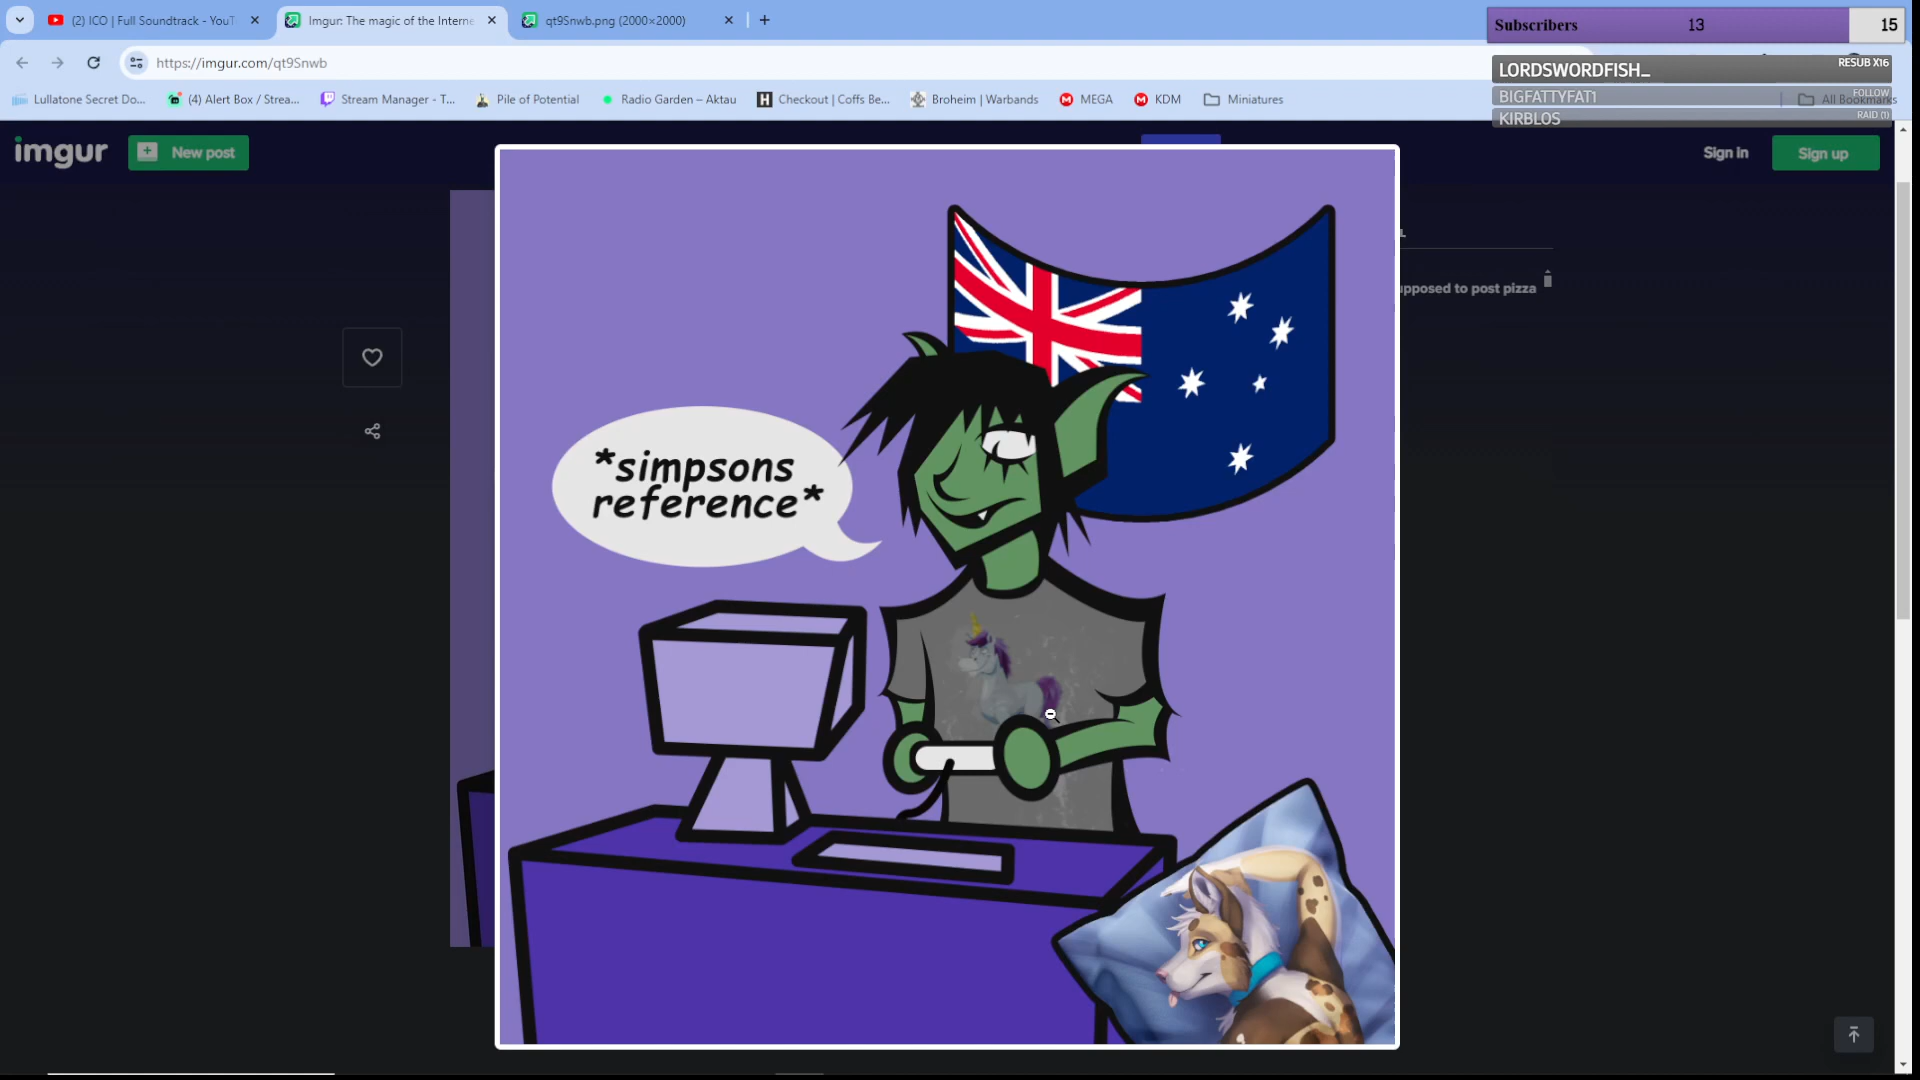 (2) ICO | Full Soundtrack - YouT
Imgur: The magic of the Interne
qt9Snwb.png (2000×2000)
Subscribers 13 15
https://imgur.com/qt9Snwb
LORDSWORDFISH_ RESUB X16
BIGFATTYFAT1 FOLLOW
KIRBLOS RAID (1)
Lullatone Secret Do...
(4) Alert Box / Strea...
Stream Manager - T...
Pile of Potential
Radio Garden – Aktau
Checkout | Coffs Be...
Broheim | Warbands
MEGA
KDM
Miniatures
All Bookmarks
imgur
New post
Sign in
Sign up
upposed to post pizza
*simpsons
reference*